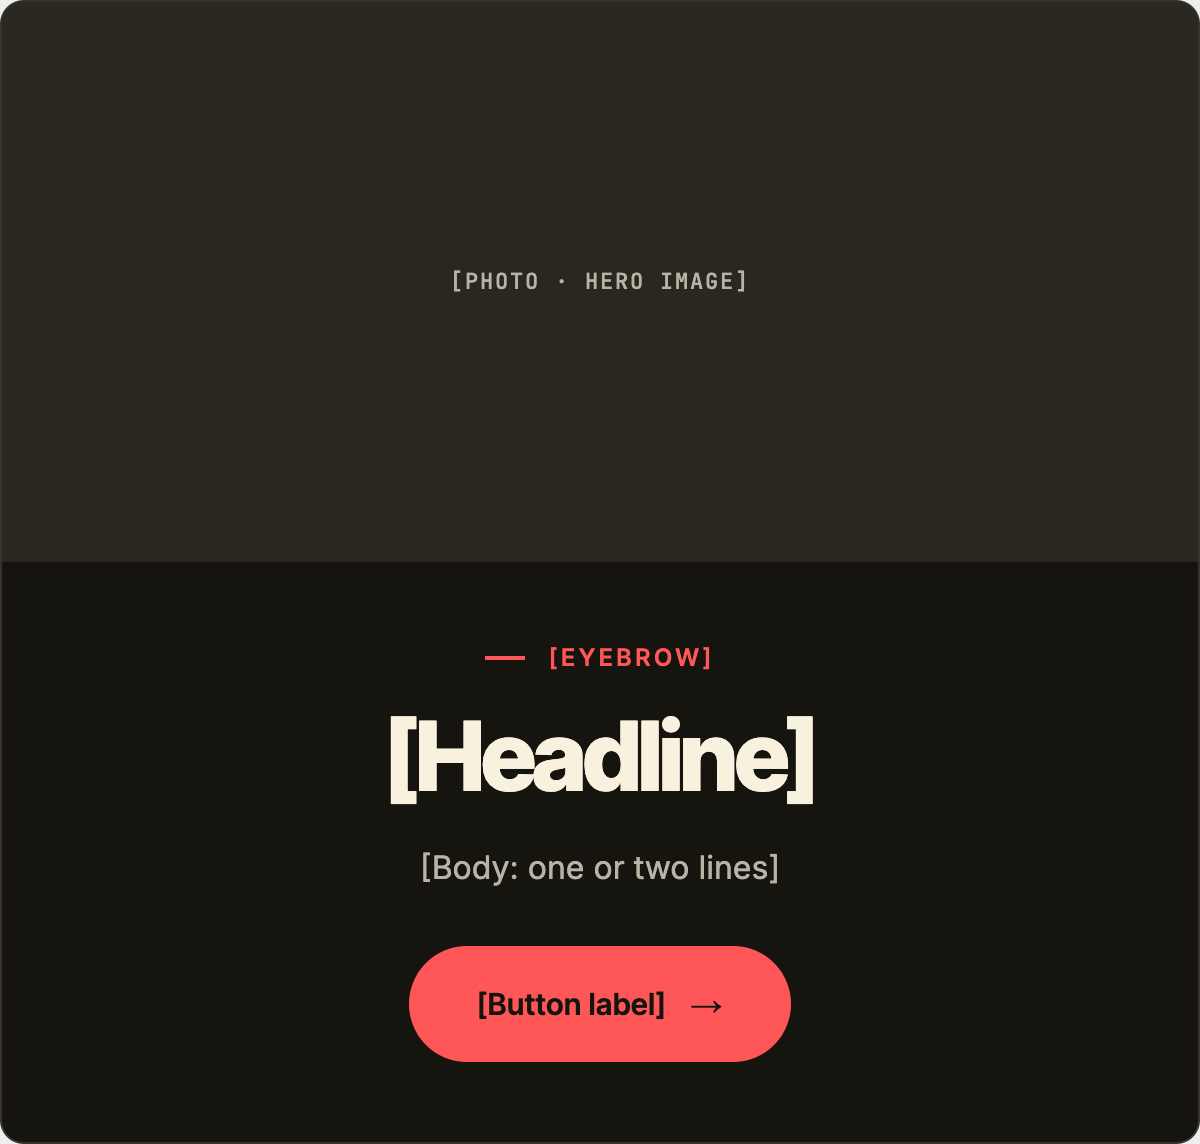 [PHOTO · HERO IMAGE]
[EYEBROW]
[Headline]
[Body: one or two lines]
[Button label] →